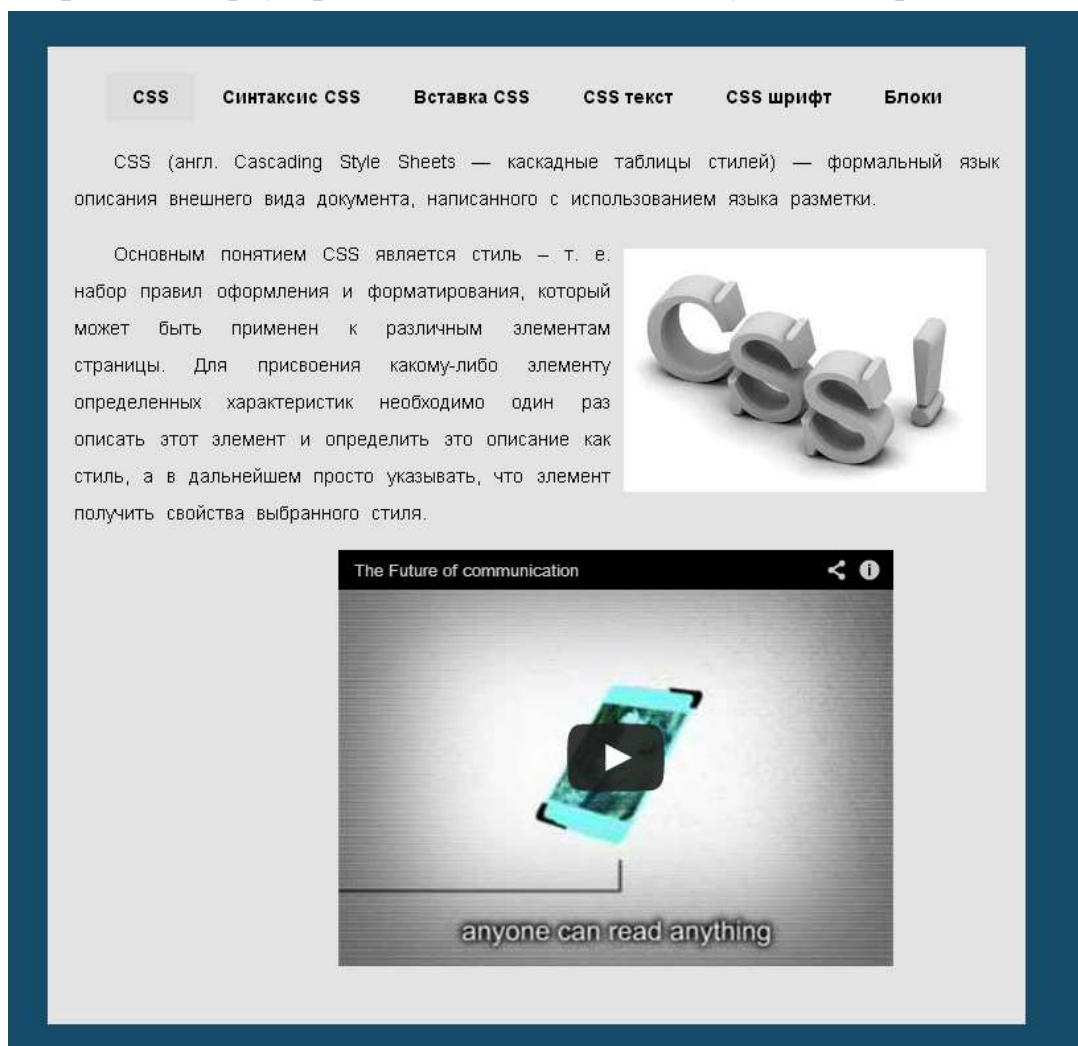 CSS Синтаксис CSS Вставка CSS CSS текст CSS шрифт Блоки
CSS (англ. Cascading Style Sheets — каскадные таблицы стилей) — формальный язык
описания внешнего вида документа, написанного с использованием языка разметки.
Основным понятием CSS является стиль – т. е.
набор правил оформления и форматирования, который
может быть применен к различным элементам
страницы. Для присвоения какому-либо элементу
определенных характеристик необходимо один раз
описать этот элемент и определить это описание как
стиль, а в дальнейшем просто указывать, что элемент
получить свойства выбранного стиля.
CSS!
The Future of communication
anyone can read anything